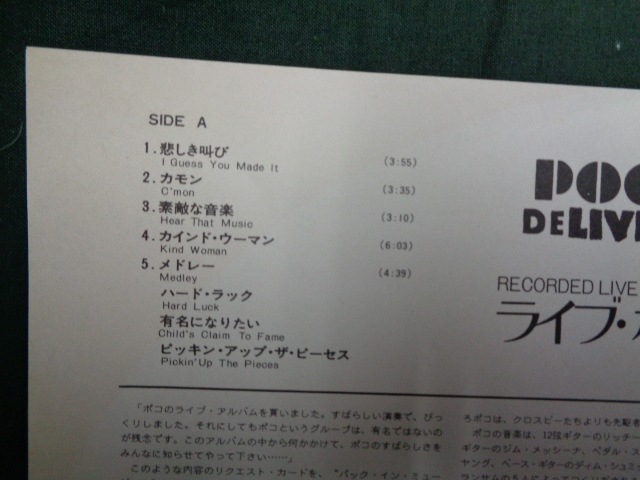 SIDE A
1. 悲しき叫び (3:55)
I Guess You Made It
2. カモン (3:35)
C'mon
3. 素敵な音楽 (3:10)
Hear That Music
4. カインド・ウーマン (6:03)
Kind Woman
5. メドレー (4:39)
Medley
ハード・ラック
Hard Luck
有名になりたい
Child's Claim To Fame
ピッキン・アップ・ザ・ピーセス
Pickin'Up The Pieces
POC
DELIVE
RECORDED LIVE
ライブ・
「ポコのライブ・アルバムを買いました。すばらしい演奏で、びっ
くりしました。それにしてもポコというグループは、有名ではないの
が残念です。このアルバムの中から何かかけて、ポコのすばらしさを
みんなに知らせてやって下さい……」
このような内容のリクエスト・カードを、"パック・イン・ミュー
ろポコは、クロスビーたちよりも先駆者
ポコの音楽は、12弦ギターのリッチー
ギターのジム・メッシーナ、ペダル・ス
ヤング、ベース・ギターのティム・シュミ